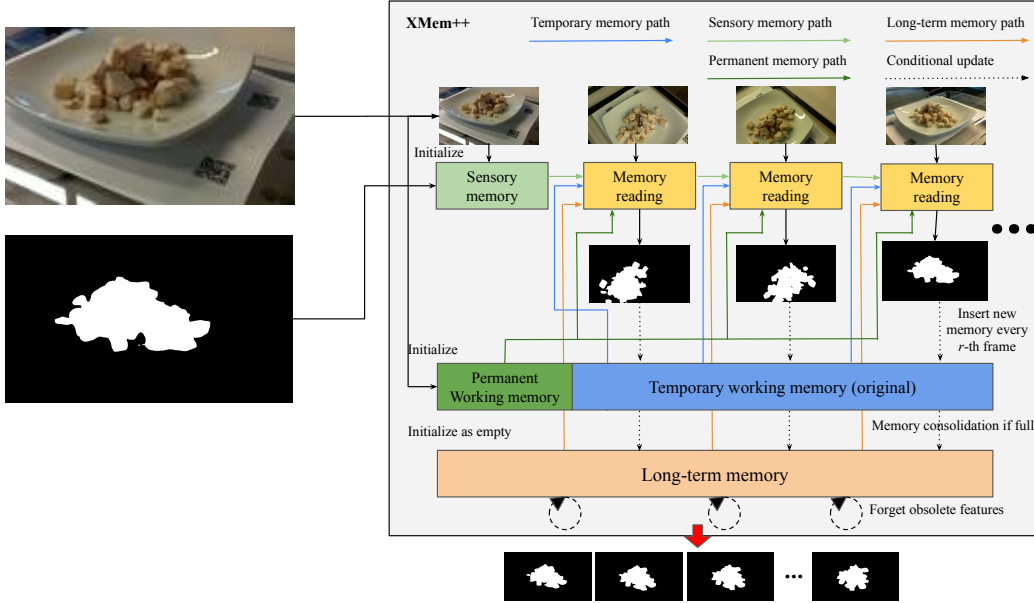 XMem++
Temporary memory path
Sensory memory path
Long-term memory path
Permanent memory path
Conditional update
Initialize
Sensory
memory
Memory
reading
Memory
reading
Memory
reading
Insert new
memory every
r-th frame
Initialize
Permanent
Working memory
Temporary working memory (original)
Initialize as empty
Memory consolidation if full
Long-term memory
Forget obsolete features